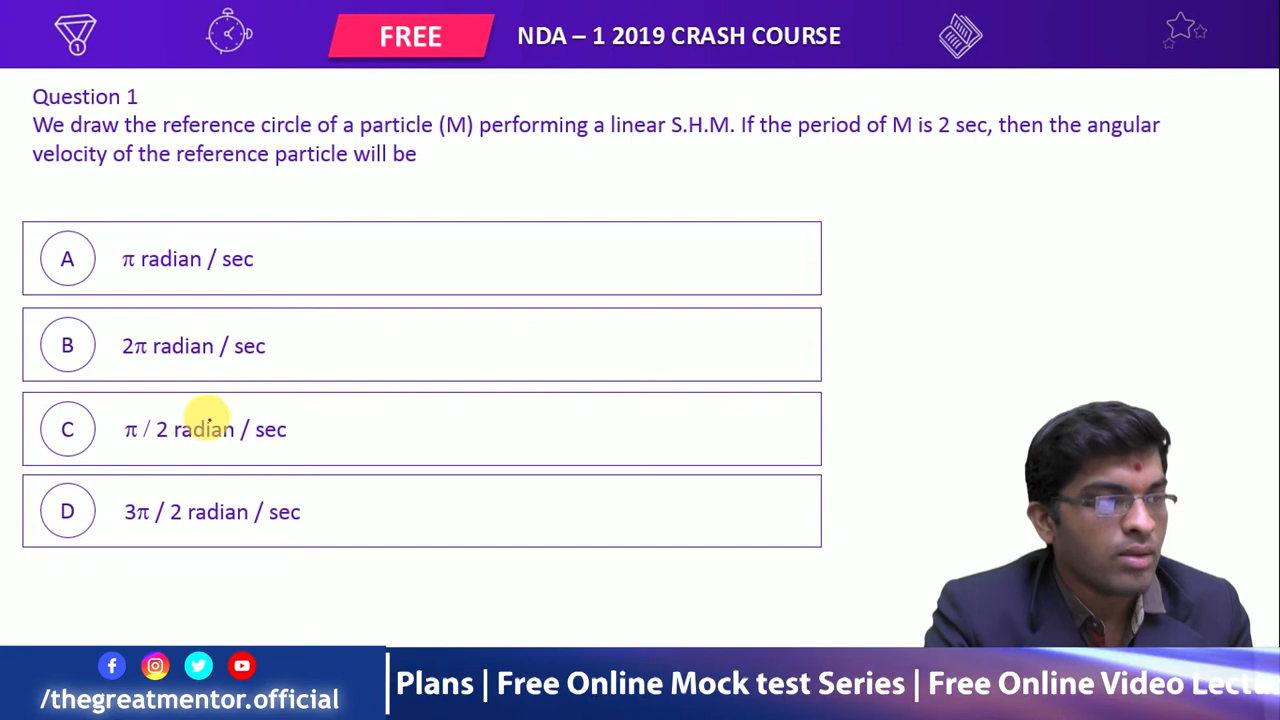 FREE
NDA – 1 2019 CRASH COURSE
Question 1
We draw the reference circle of a particle (M) performing a linear S.H.M. If the period of M is 2 sec, then the angular
velocity of the reference particle will be
A π radian / sec
B 2π radian / sec
C π / 2 radian / sec
D 3π / 2 radian / sec
/thegreatmentor.official
Plans | Free Online Mock test Series | Free Online Video